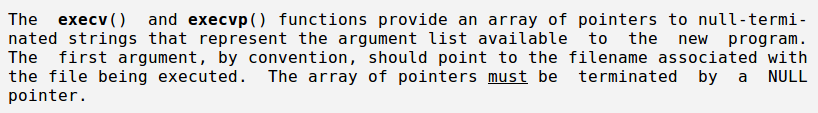 The execv() and execvp() functions provide an array of pointers to null-termi-
nated strings that represent the argument list available to the new program.
The first argument, by convention, should point to the filename associated with
the file being executed. The array of pointers must be terminated by a NULL
pointer.